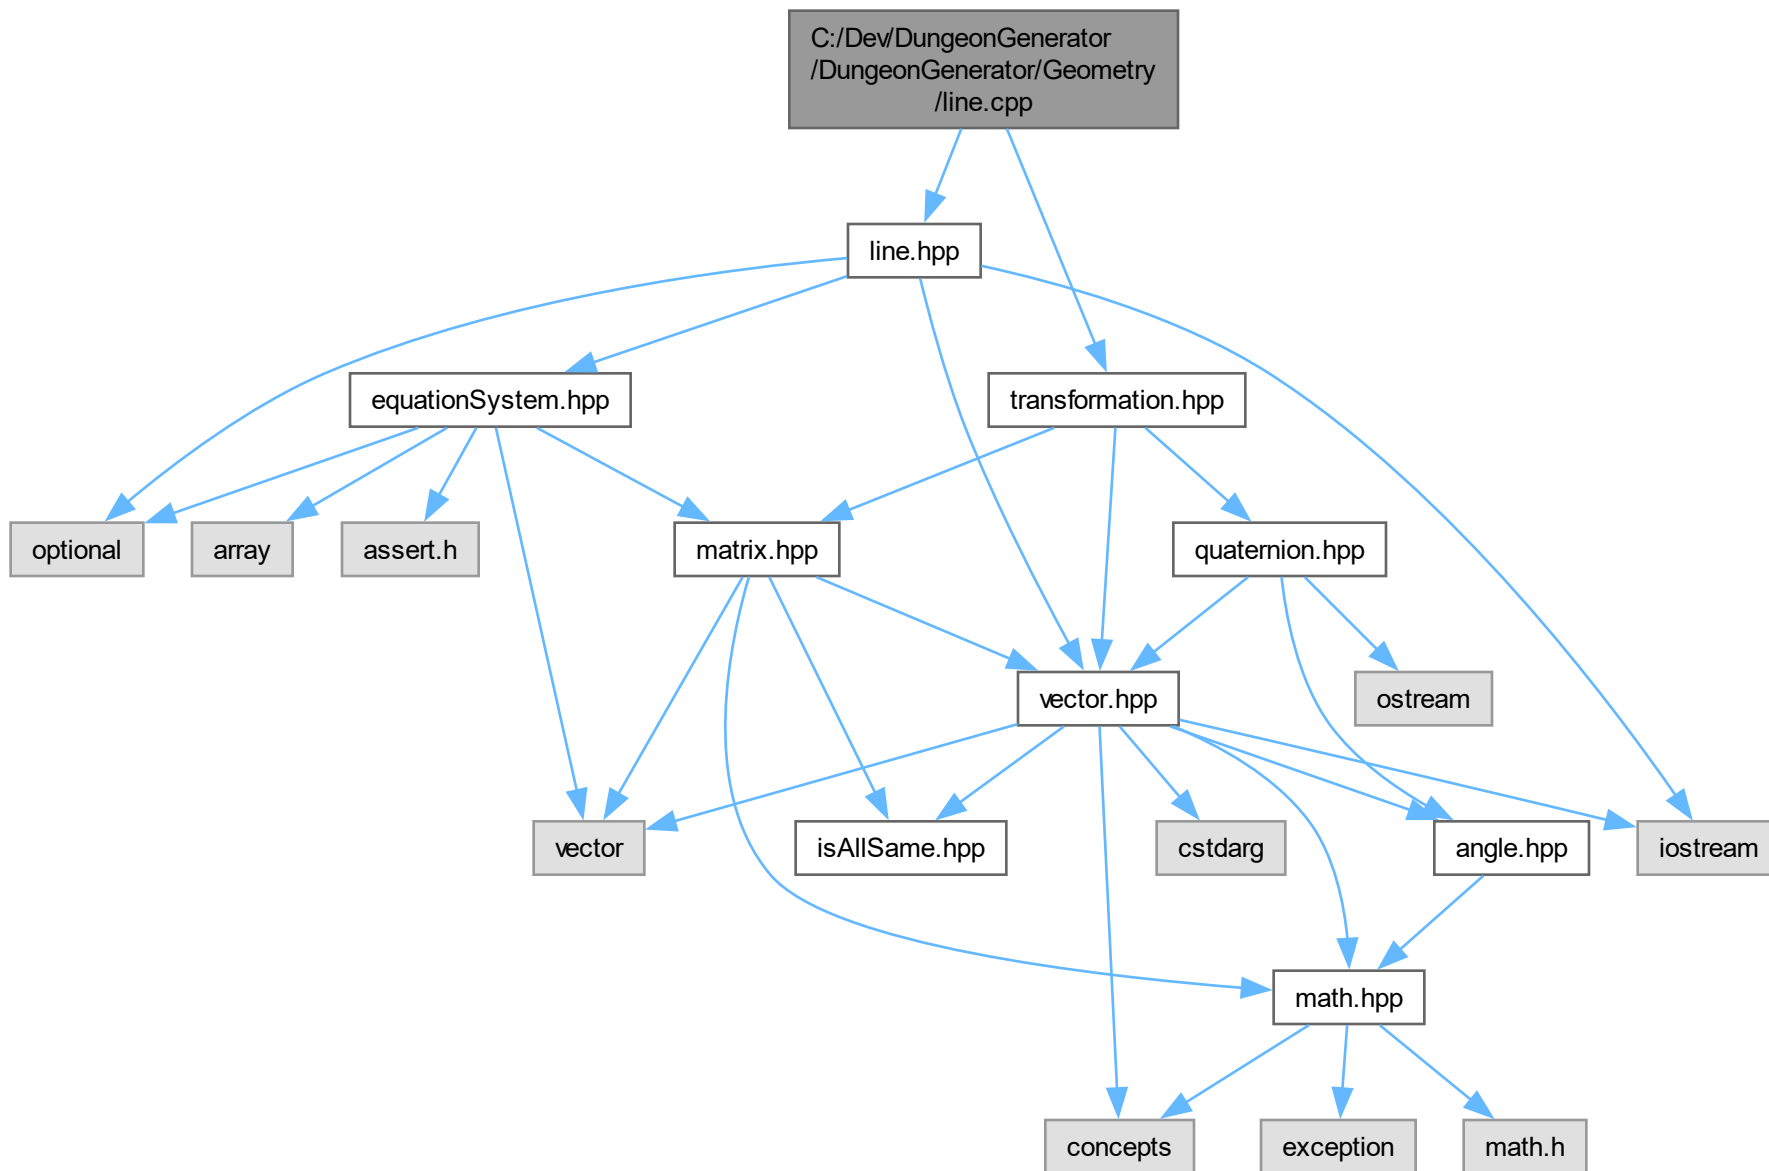 C:/Dev/DungeonGenerator
/DungeonGenerator/Geometry
/line.cpp
line.hpp
equationSystem.hpp
transformation.hpp
optional
array
assert.h
matrix.hpp
quaternion.hpp
vector.hpp
ostream
vector
isAllSame.hpp
cstdarg
angle.hpp
iostream
math.hpp
concepts
exception
math.h